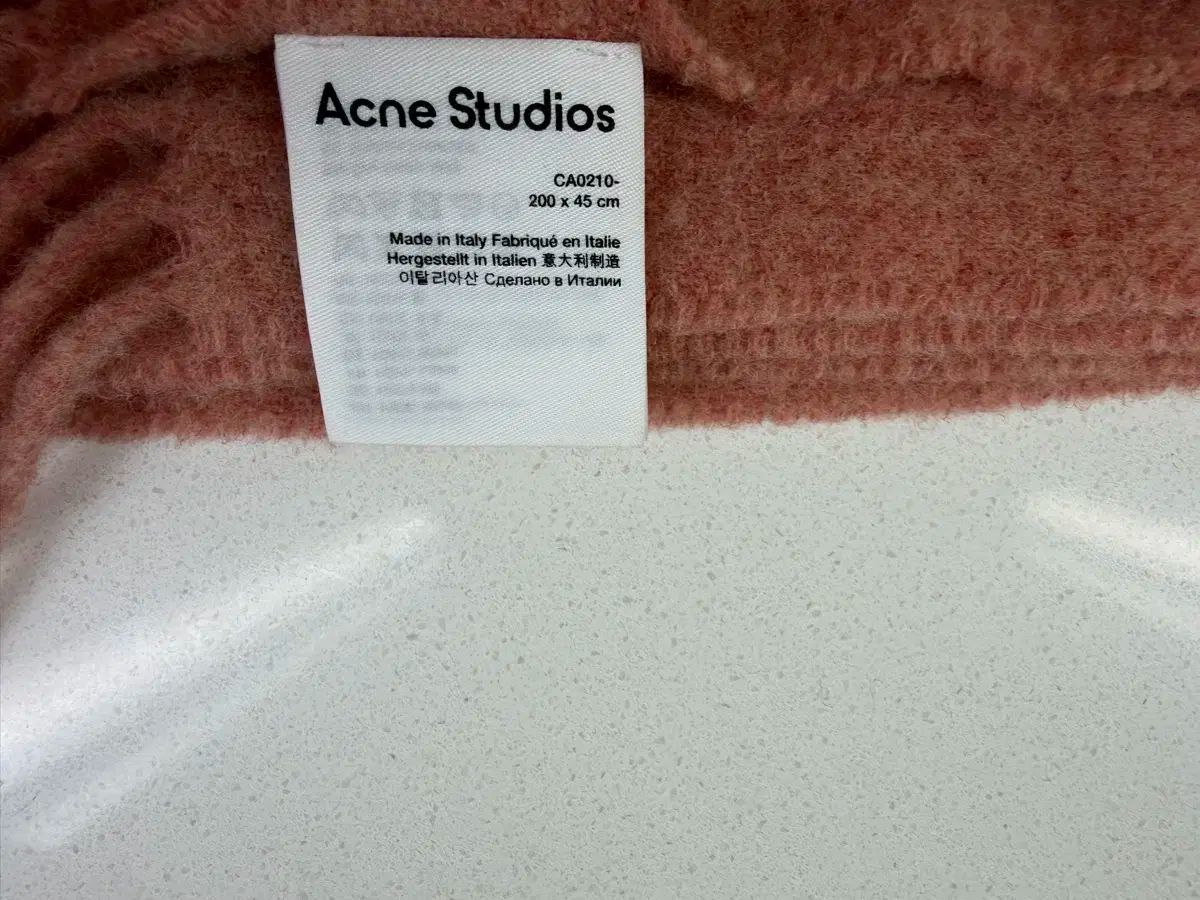 Acne Studios
CA0210-
200 x 45 cm
Made in Italy Fabriqué en Italie
Hergestellt in Italien 意大利制造
이탈리아산 Сделано в Италии